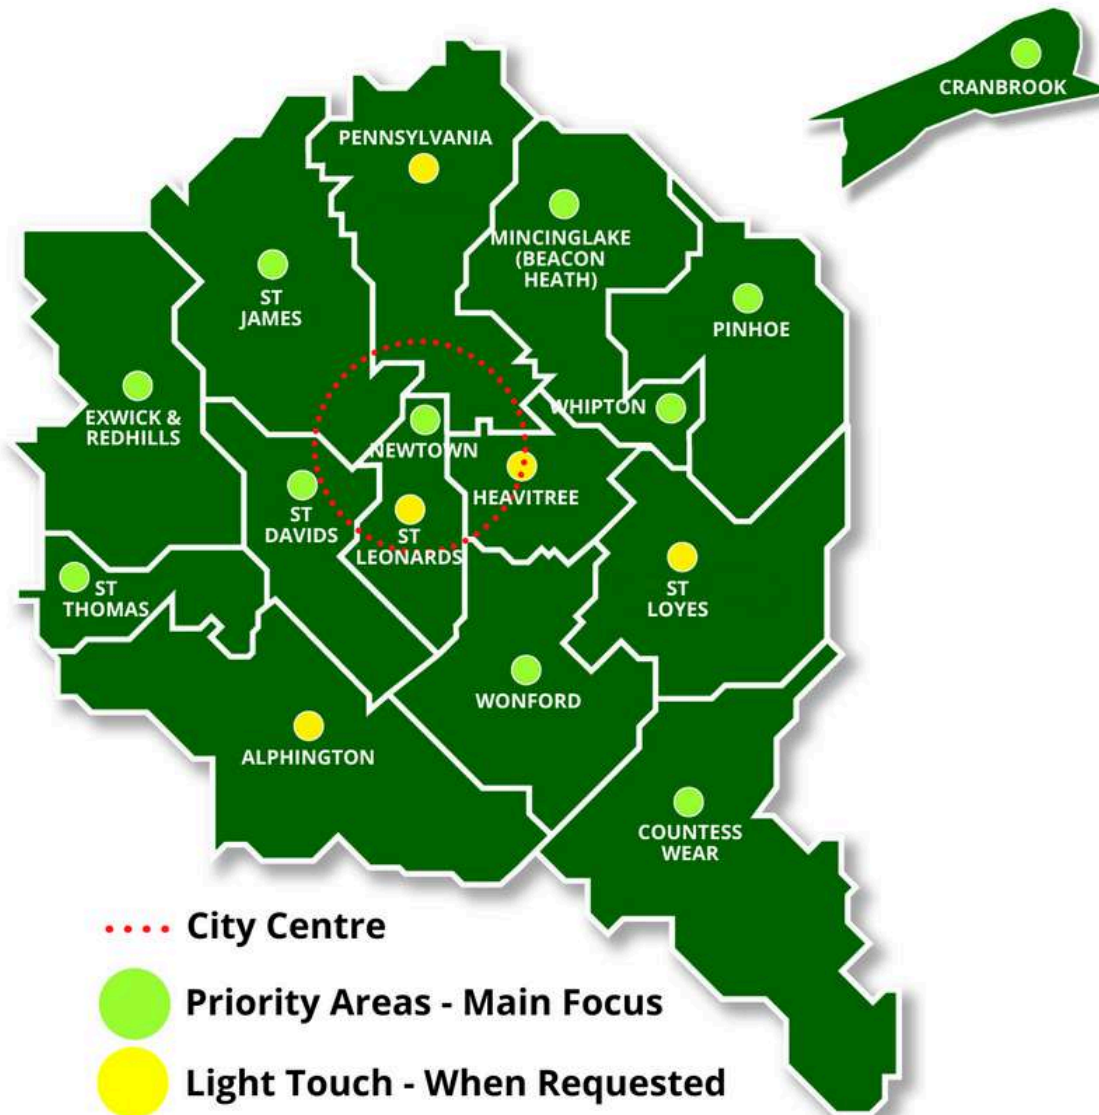 CRANBROOK
PENNSYLVANIA
MINCINGLAKE
(BEACON
HEATH)
ST
JAMES
PINHOE
EXWICK &
REDHILLS
WHIPTON
NEWTOWN
HEAVITREE
ST
DAVIDS
ST
LEONARDS
ST
THOMAS
ST
LOYES
WONFORD
ALPHINGTON
COUNTESS
WEAR
City Centre
Priority Areas - Main Focus
Light Touch - When Requested